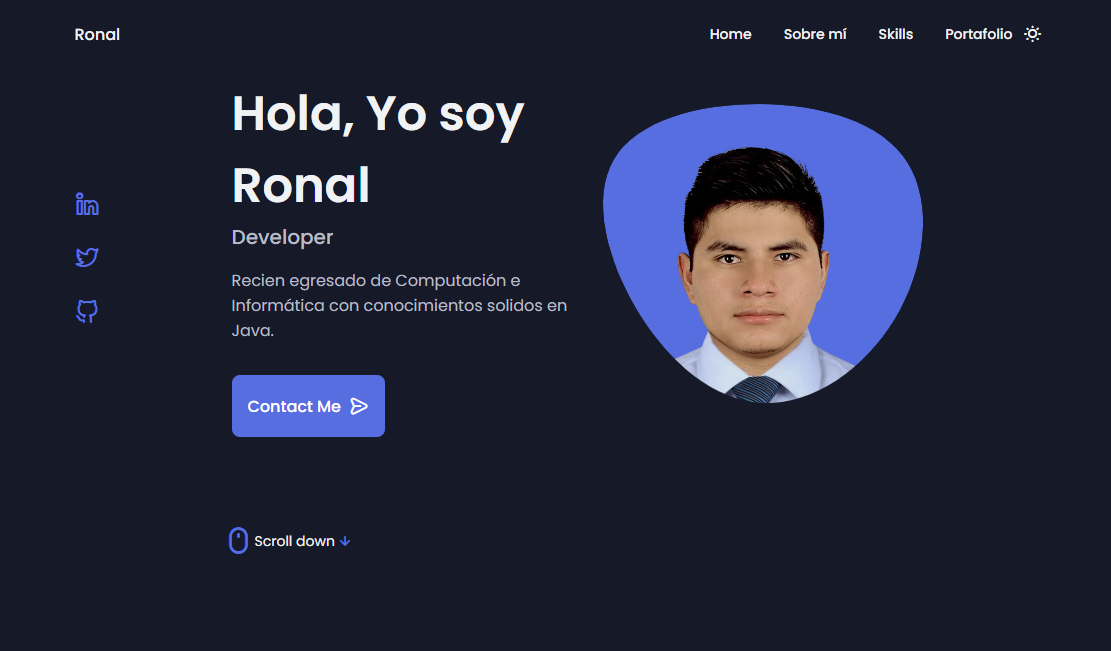 Ronal
Home Sobre mí Skills Portafolio
Hola, Yo soy
Ronal
Developer
Recien egresado de Computación e
Informática con conocimientos solidos en
Java.
Contact Me
Scroll down